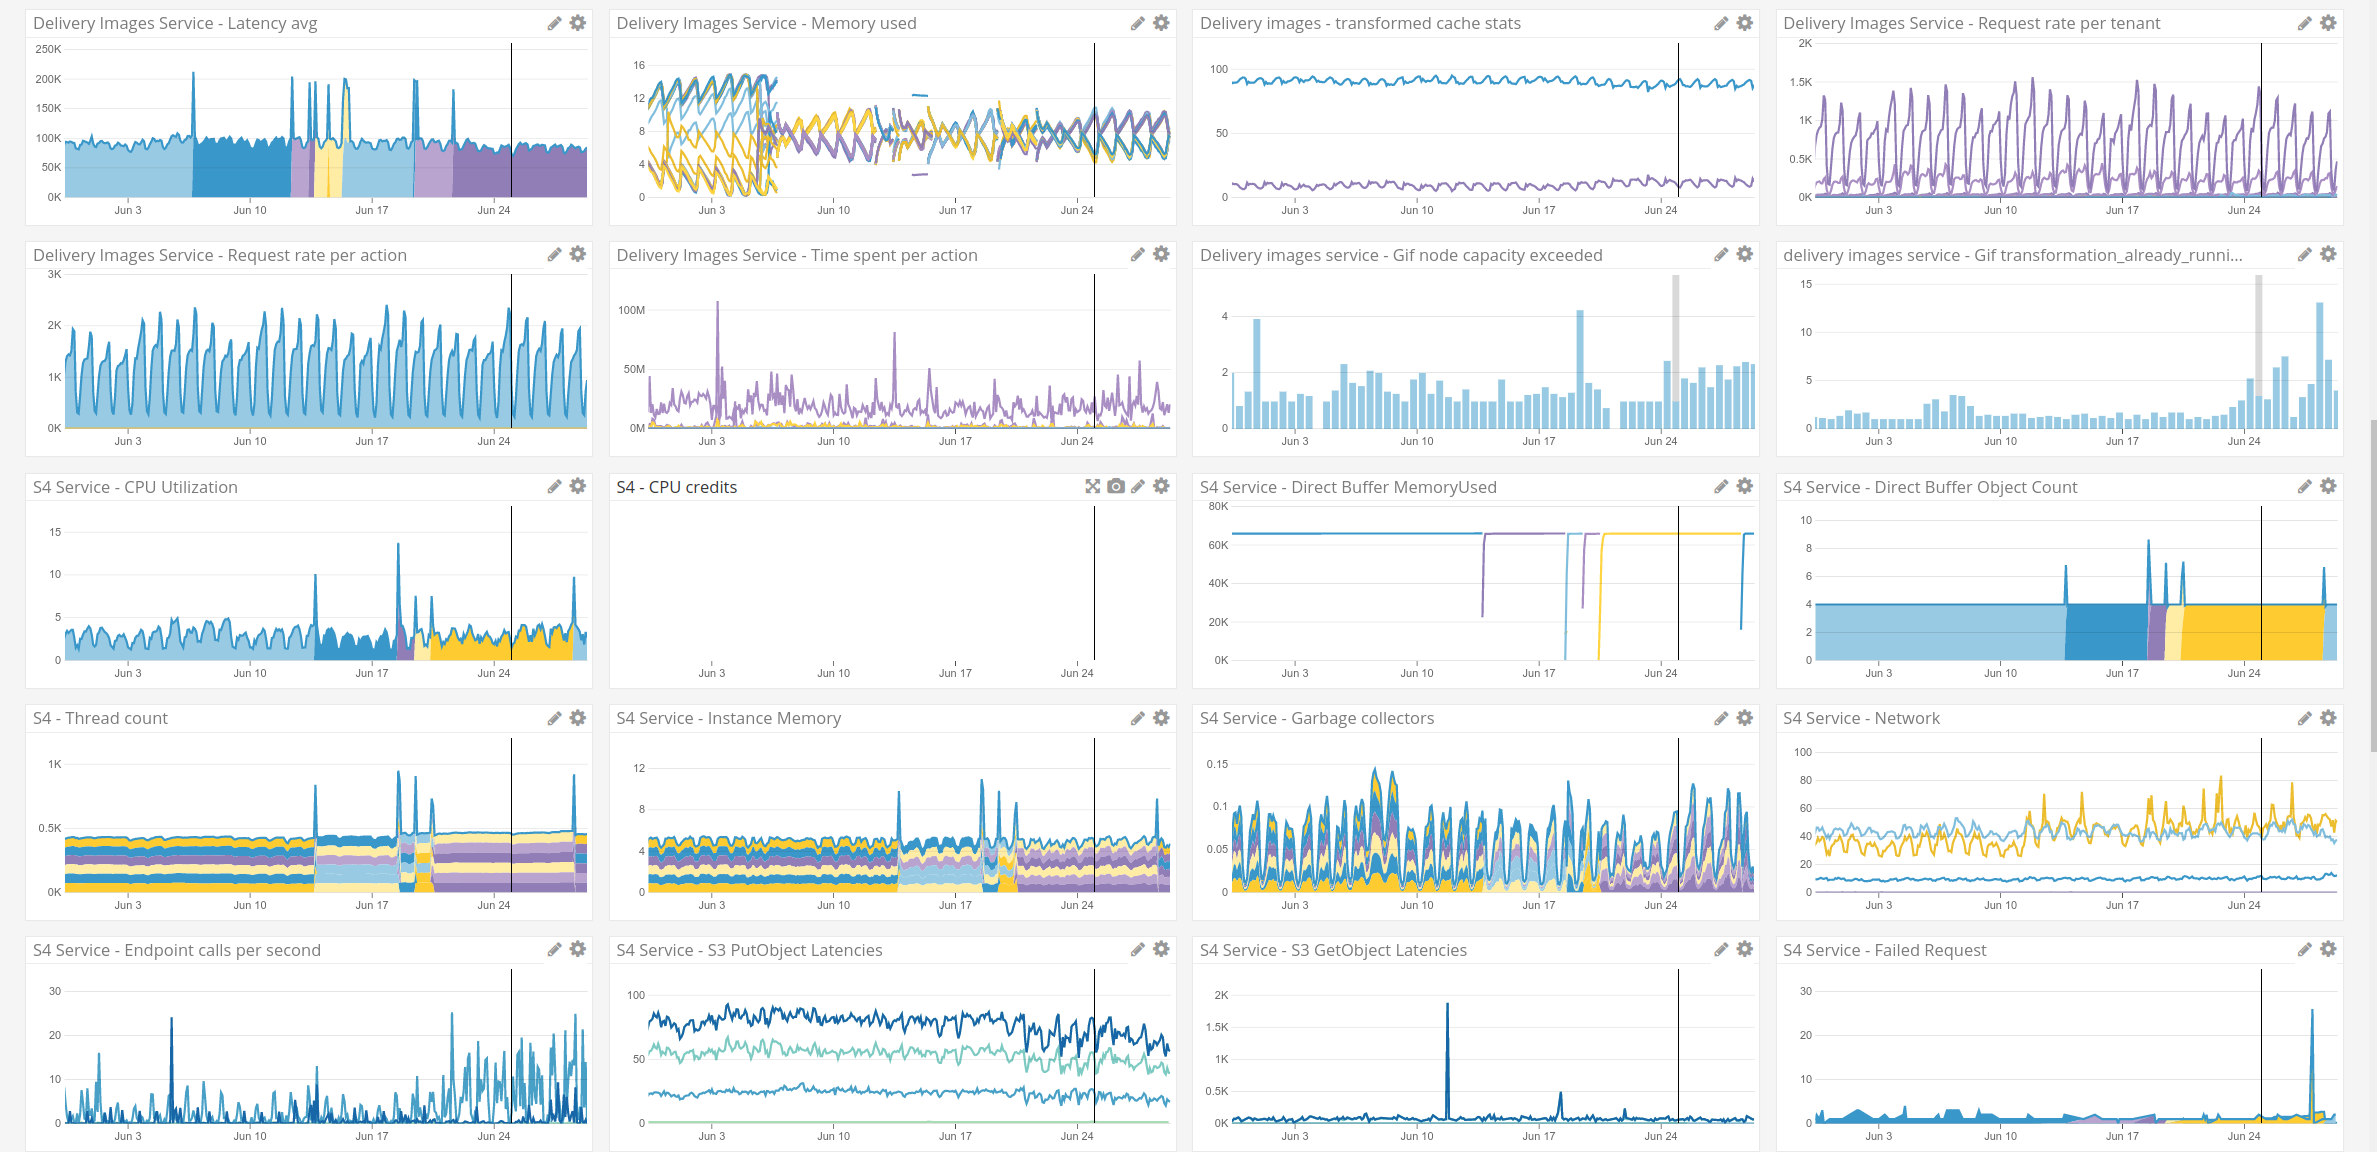 Delivery Images Service - Latency avg
250K
200K
150K
100K
50K
0K
Jun 3 Jun 10 Jun 17 Jun 24
Delivery Images Service - Memory used
16
12
8
4
0
Jun 3 Jun 10 Jun 17 Jun 24
Delivery images - transformed cache stats
100
50
0
Jun 3 Jun 10 Jun 17 Jun 24
Delivery Images Service - Request rate per tenant
2K
1.5K
1K
0.5K
0K
Jun 3 Jun 10 Jun 17 Jun 24
Delivery Images Service - Request rate per action
3K
2K
1K
0K
Jun 3 Jun 10 Jun 17 Jun 24
Delivery Images Service - Time spent per action
100M
50M
0M
Jun 3 Jun 10 Jun 17 Jun 24
Delivery images service - Gif node capacity exceeded
4
2
0
Jun 3 Jun 10 Jun 17 Jun 24
delivery images service - Gif transformation_already_runni...
15
10
5
0
Jun 3 Jun 10 Jun 17 Jun 24
S4 Service - CPU Utilization
15
10
5
0
Jun 3 Jun 10 Jun 17 Jun 24
S4 - CPU credits
Jun 3 Jun 10 Jun 17 Jun 24
S4 Service - Direct Buffer MemoryUsed
80K
60K
40K
20K
0K
Jun 3 Jun 10 Jun 17 Jun 24
S4 Service - Direct Buffer Object Count
10
8
6
4
2
0
Jun 3 Jun 10 Jun 17 Jun 24
S4 - Thread count
1K
0.5K
0K
Jun 3 Jun 10 Jun 17 Jun 24
S4 Service - Instance Memory
12
8
4
0
Jun 3 Jun 10 Jun 17 Jun 24
S4 Service - Garbage collectors
0.15
0.1
0.05
0
Jun 3 Jun 10 Jun 17 Jun 24
S4 Service - Network
100
80
60
40
20
0
Jun 3 Jun 10 Jun 17 Jun 24
S4 Service - Endpoint calls per second
30
20
10
0
Jun 3 Jun 10 Jun 17 Jun 24
S4 Service - S3 PutObject Latencies
100
50
0
Jun 3 Jun 10 Jun 17 Jun 24
S4 Service - S3 GetObject Latencies
2K
1.5K
1K
0.5K
0K
Jun 3 Jun 10 Jun 17 Jun 24
S4 Service - Failed Request
30
20
10
0
Jun 3 Jun 10 Jun 17 Jun 24